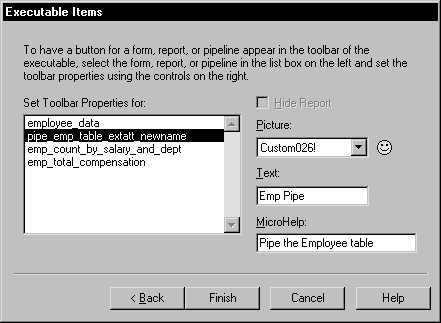 Executable Items
To have a button for a form, report, or pipeline appear in the toolbar of the
executable, select the form, report, or pipeline in the list box on the left and set the
toolbar properties using the controls on the right.
Set Toolbar Properties for:
employee_data
pipe_emp_table_extatt_newname
emp_count_by_salary_and_dept
emp_total_compensation
Hide Report
Picture:
Custom026!
Text:
Emp Pipe
MicroHelp:
Pipe the Employee table
< Back
Finish
Cancel
Help